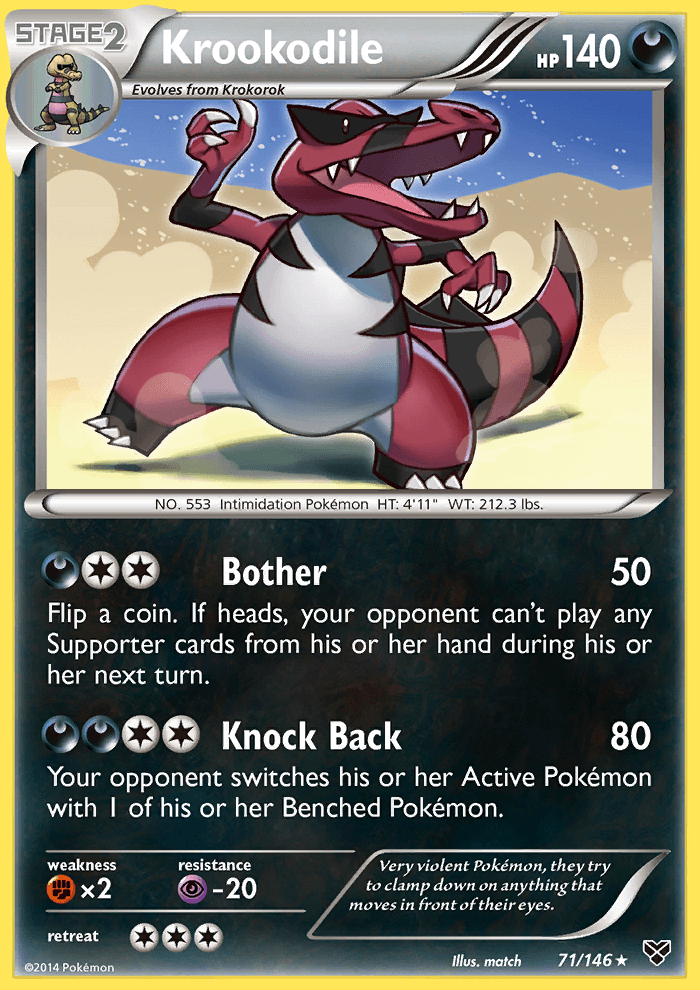 STAGE2
Krookodile
HP140
Evolves from Krokorok
NO. 553 Intimidation Pokémon HT: 4'11" WT: 212.3 lbs.
Bother 50
Flip a coin. If heads, your opponent can't play any
Supporter cards from his or her hand during his or
her next turn.
Knock Back 80
Your opponent switches his or her Active Pokémon
with 1 of his or her Benched Pokémon.
weakness resistance
×2 -20
Very violent Pokémon, they try
to clamp down on anything that
moves in front of their eyes.
retreat
Illus. match 71/146 ★
©2014 Pokémon